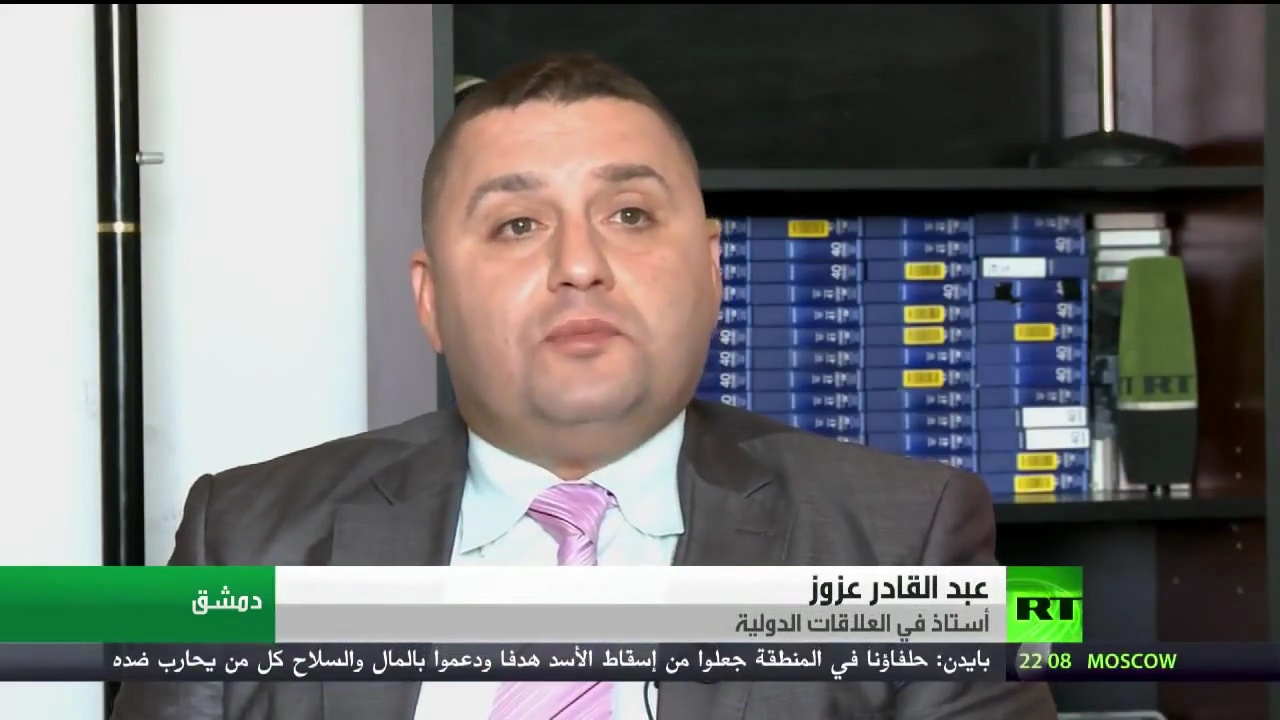 RT
دمشق
عبد القادر عزوز
أستاذ في العلاقات الدولية
RT
بايدن: حلفاؤنا في المنطقة جعلوا من إسقاط الأسد هدفا ودعموا بالمال والسلاح كل من يحارب ضده
22 08 MOSCOW